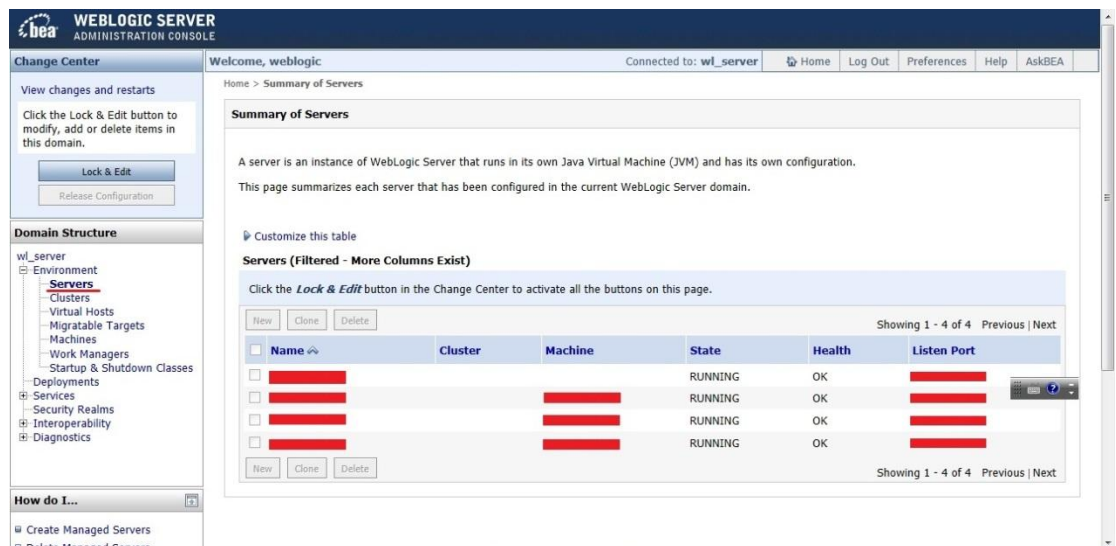 bea
WEBLOGIC SERVER
ADMINISTRATION CONSOLE
Change Center
View changes and restarts
Click the Lock & Edit button to
modify, add or delete items in
this domain.
Lock & Edit
Release Configuration
Domain Structure
wl_server
Environment
Servers
Clusters
Virtual Hosts
Migratable Targets
Machines
Work Managers
Startup & Shutdown Classes
Deployments
Services
Security Realms
Interoperability
Diagnostics
How do I...
Create Managed Servers
Delete Managed Servers
Welcome, weblogic
Connected to: wl_server
Home Log Out Preferences Help AskBEA
Home > Summary of Servers
Summary of Servers
A server is an instance of WebLogic Server that runs in its own Java Virtual Machine (JVM) and has its own configuration.
This page summarizes each server that has been configured in the current WebLogic Server domain.
Customize this table
Servers (Filtered - More Columns Exist)
Click the Lock & Edit button in the Change Center to activate all the buttons on this page.
New Clone Delete
Showing 1 - 4 of 4 Previous | Next
Name Cluster Machine State Health Listen Port
RUNNING OK
RUNNING OK
RUNNING OK
RUNNING OK
New Clone Delete
Showing 1 - 4 of 4 Previous | Next